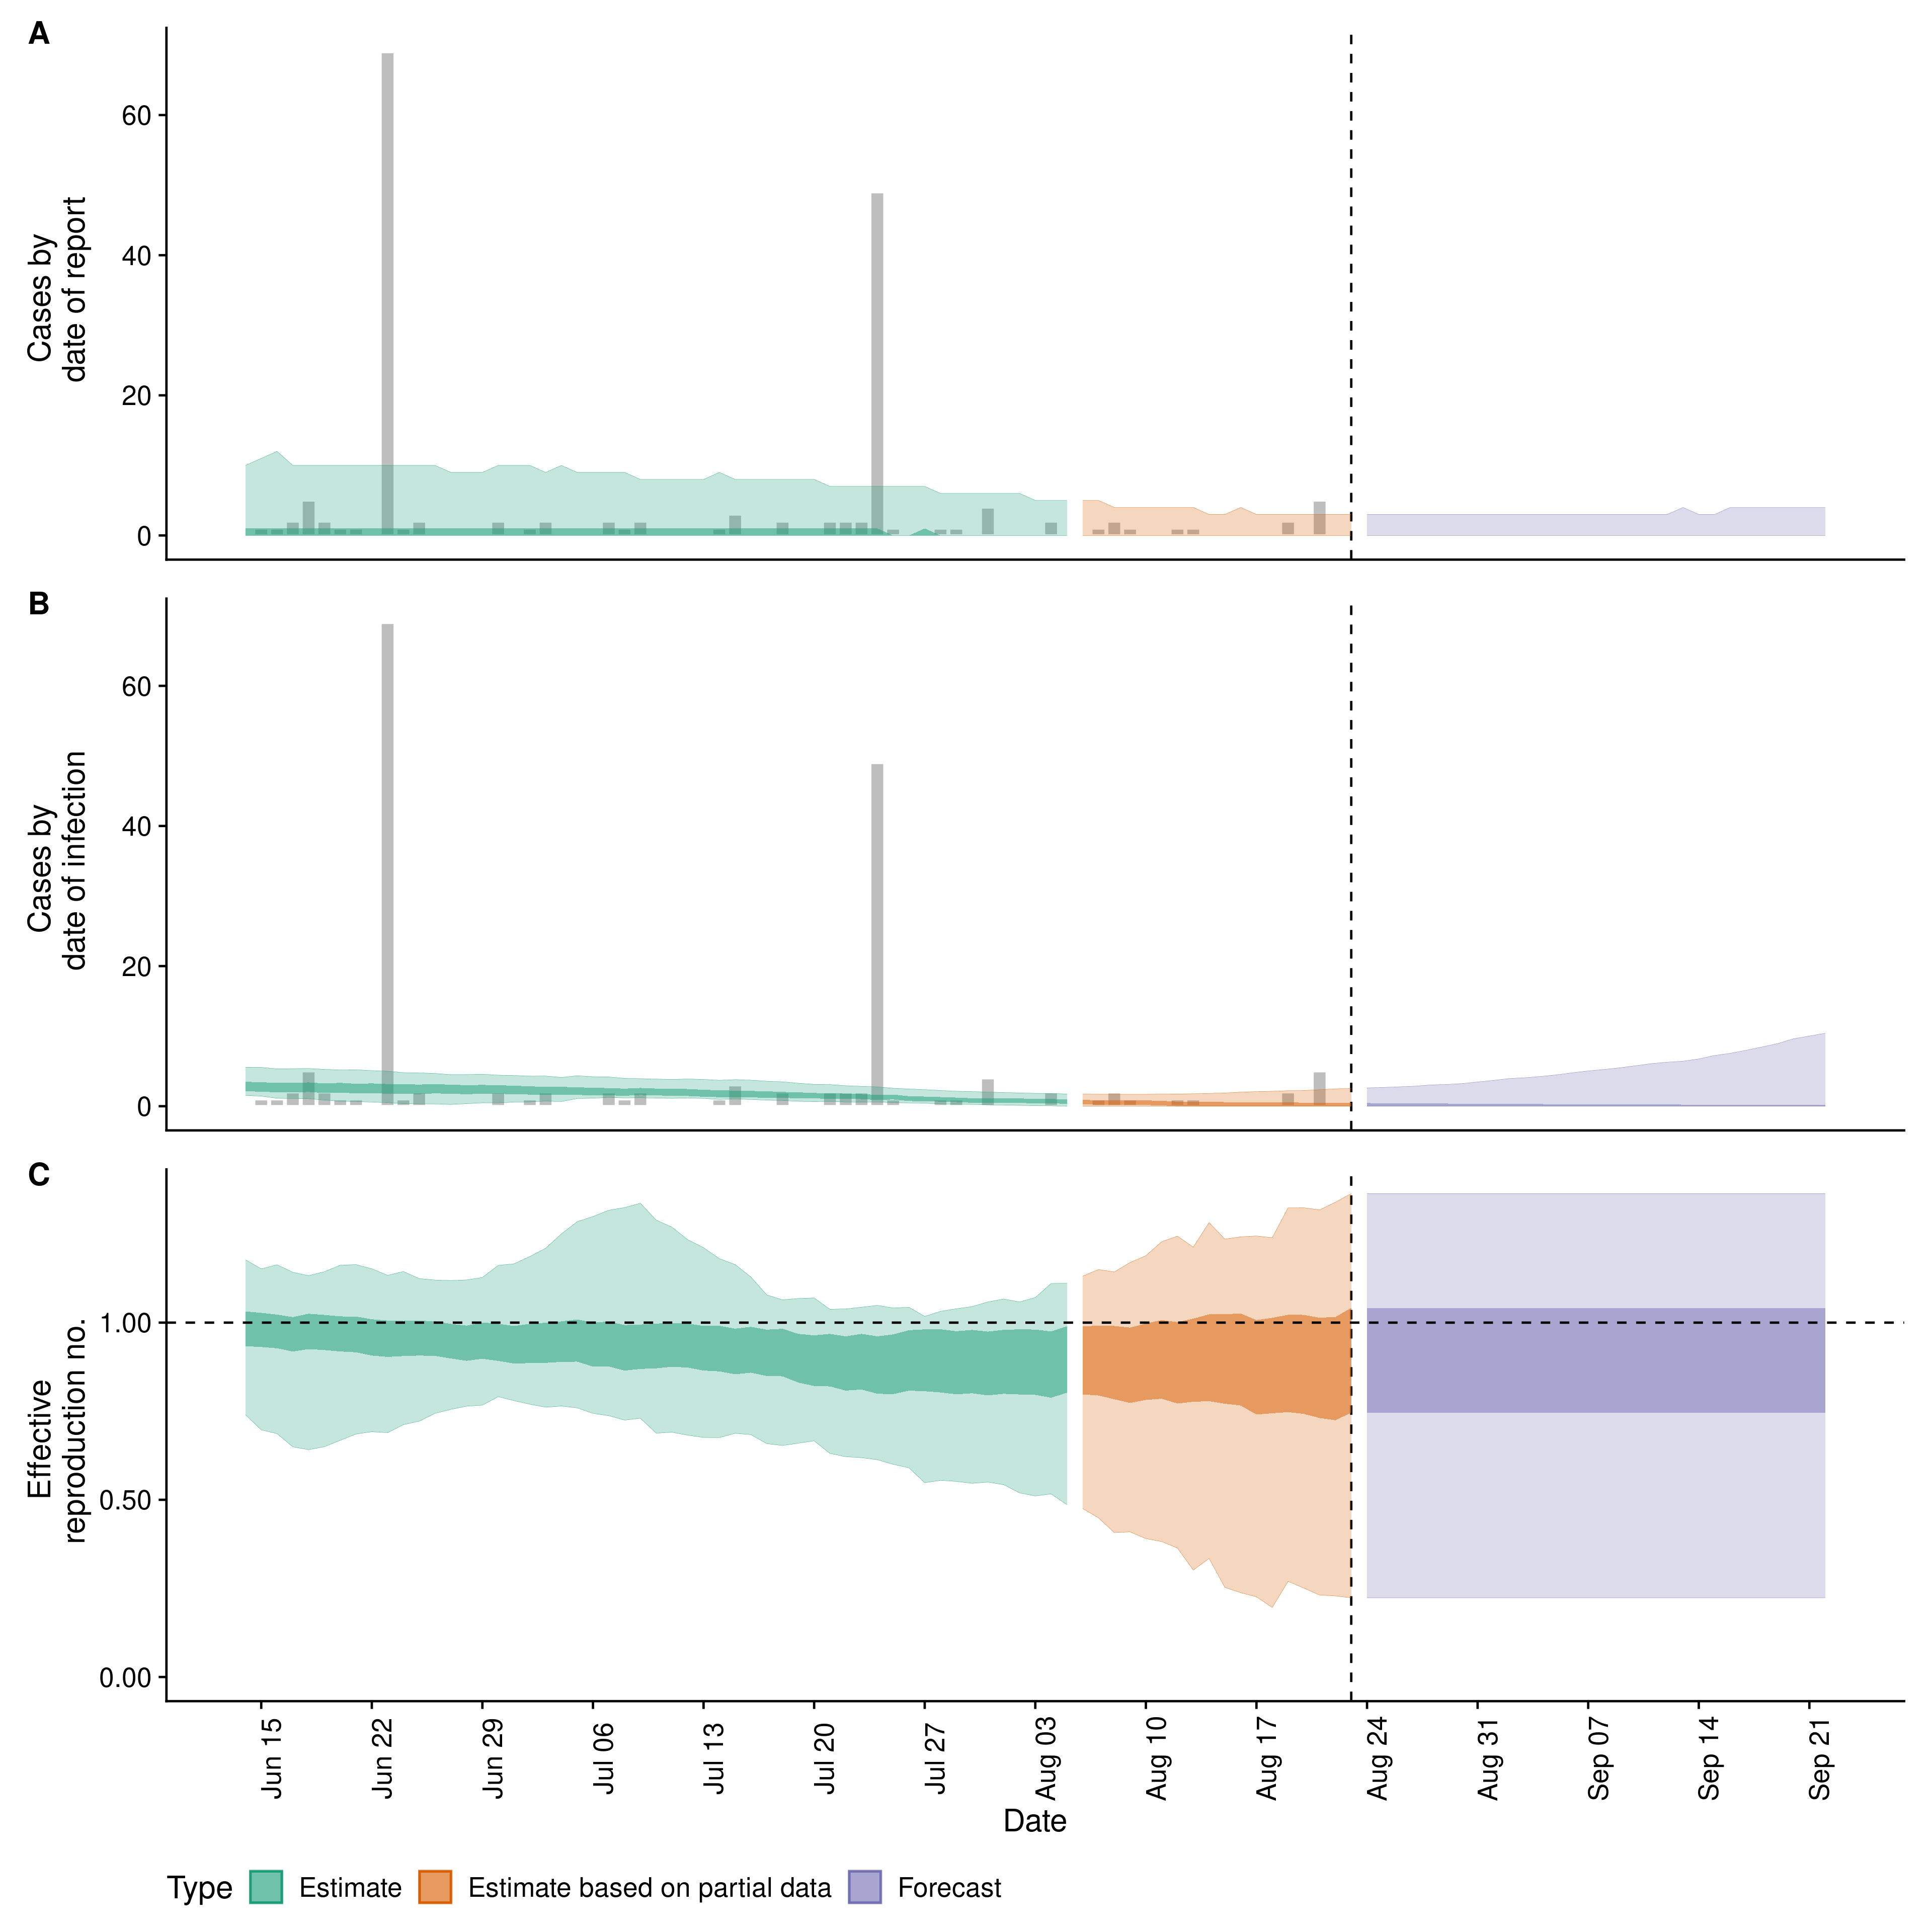 A
Cases by
date of report
60
40
20
0
B
Cases by
date of infection
60
40
20
0
C
Effective
reproduction no.
1.00
0.50
0.00
Jun 15
Jun 22
Jun 29
Jul 06
Jul 13
Jul 20
Jul 27
Aug 03
Aug 10
Aug 17
Aug 24
Aug 31
Sep 07
Sep 14
Sep 21
Date
Type
Estimate
Estimate based on partial data
Forecast